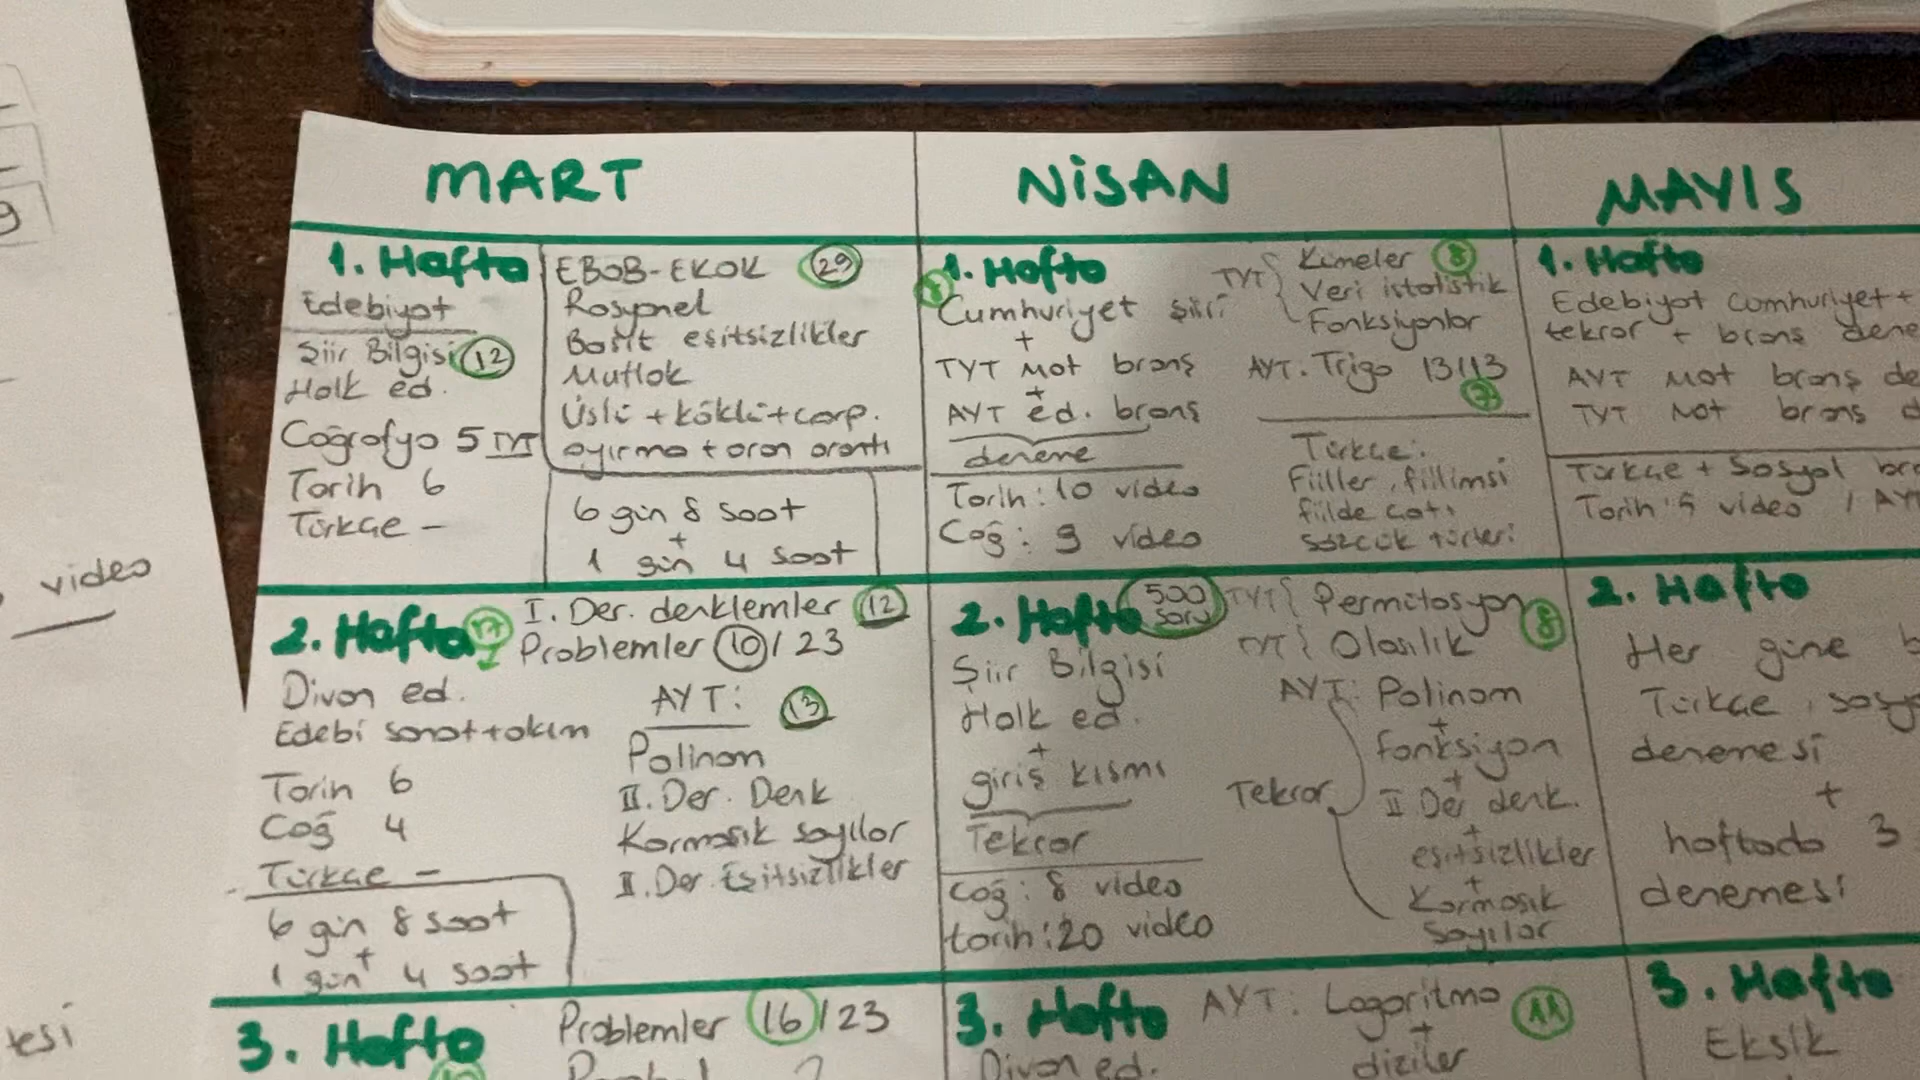 MART
1. Hafta
Edebiyat
Şiir Bilgisi 12
Halk ed.
Coğrafya 5 TYT
Tarih 6
Türkçe -
EBOB-EKOK 29
Rasyonel
Basit eşitsizlikler
Mutlak
Üslü + köklü + çarp.
ayırma + oran orantı
6 gün 8 saat
+
1 gün 4 saat
2. Hafta 17
Divan ed.
Edebi sanat + akım
Tarih 6
Coğ 4
Türkçe -
6 gün 8 saat
+
1 gün 4 saat
I. Der. denklemler 12
Problemler 10 / 23
AYT: 13
Polinom
II. Der. Denk
Karmaşık sayılar
II. Der. Eşitsizlikler
3. Hafta
Problemler 16 / 23
NİSAN
1. Hafta
8
Cumhuriyet şiiri
+
TYT Mat branş
+
AYT ed. branş
deneme
Tarih: 10 video
Coğ: 9 video
TYT Kümeler 8
Veri istatistik
Fonksiyonlar
AYT: Trigo 13/13
Türkçe:
Fiiller, fiilimsi
fiilde çatı
sözcük türleri
2. Hafta 500 soru
Şiir Bilgisi
Halk ed.
+
giriş kısmı
Tekrar
Coğ: 8 video
tarih: 20 video
TYT { Permütasyon
TYT { Olasılık 8
AYT: Polinom
+
fonksiyon
+
Tekrar II Der denk.
+
eşitsizlikler
+
Karmaşık
Sayılar
3. Hafta
Divan ed.
AYT: Logaritma 11
+
diziler
MAYIS
1. Hafta
Edebiyat Cumhuriyet +
tekrar + branş dene
AYT Mat branş de
TYT Mat branş d
Türkçe + Sosyal bra
Tarih: 5 video / AY
2. Hafta
Her güne b
Türkçe, sosya
denemesi
+
haftada 3
denemesi
3. Hafta
Eksik
video
tesi
9